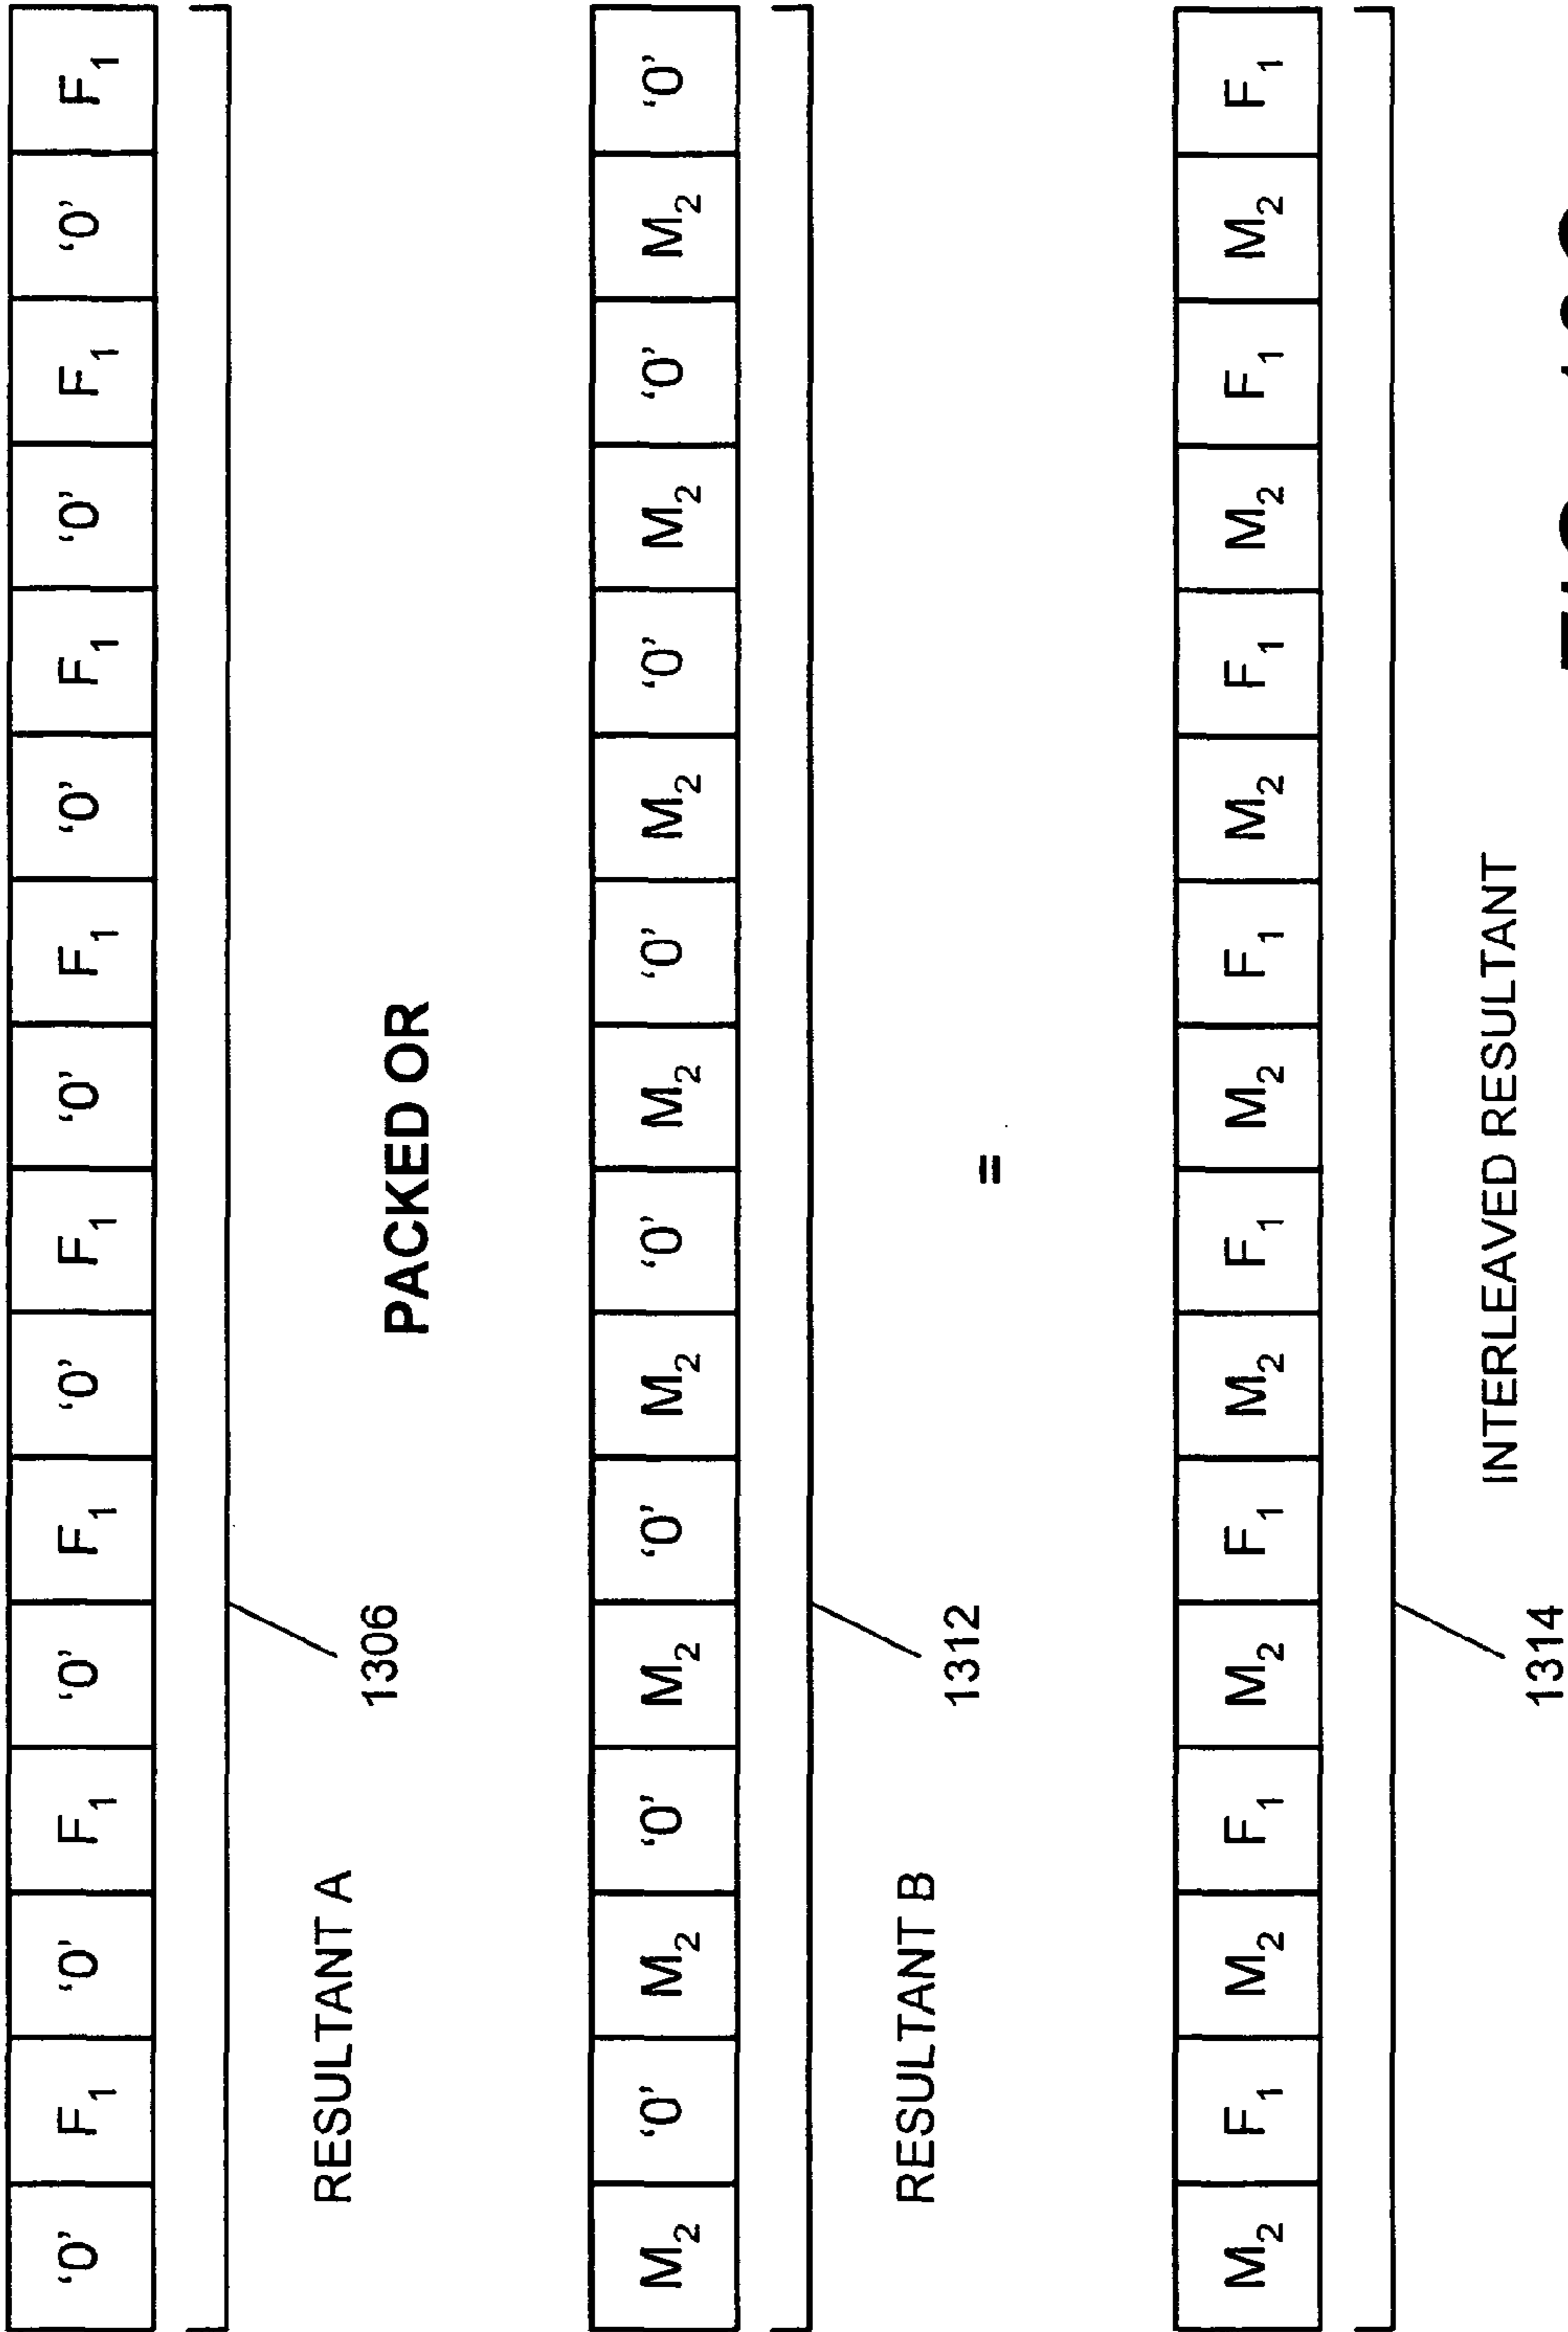 '0' F₁ '0' F₁ '0' F₁ '0' F₁ '0' F₁ '0' F₁ '0' F₁ '0' F₁
RESULTANT A
1306
PACKED OR
M₂ '0' M₂ '0' M₂ '0' M₂ '0' M₂ '0' M₂ '0' M₂ '0' M₂ '0'
RESULTANT B
1312
=
M₂ F₁ M₂ F₁ M₂ F₁ M₂ F₁ M₂ F₁ M₂ F₁ M₂ F₁ M₂ F₁
INTERLEAVED RESULTANT
1314